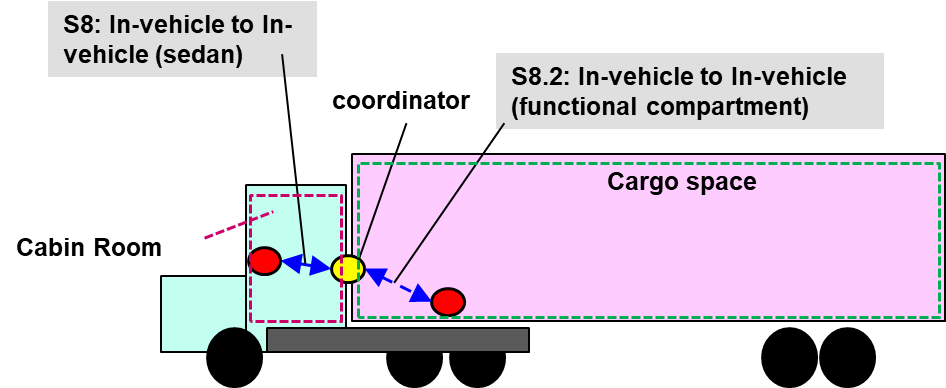 S8: In-vehicle to In-
vehicle (sedan)
S8.2: In-vehicle to In-vehicle
(functional compartment)
coordinator
Cargo space
Cabin Room